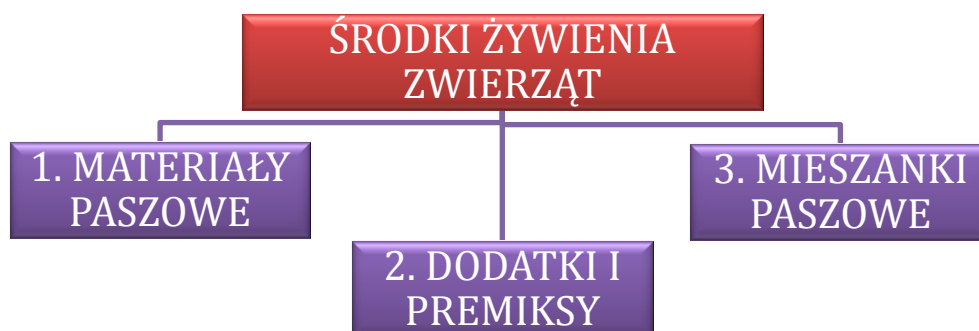 ŚRODKI ŻYWIENIA
ZWIERZĄT
1. MATERIAŁY
PASZOWE
2. DODATKI I
PREMIKSY
3. MIESZANKI
PASZOWE